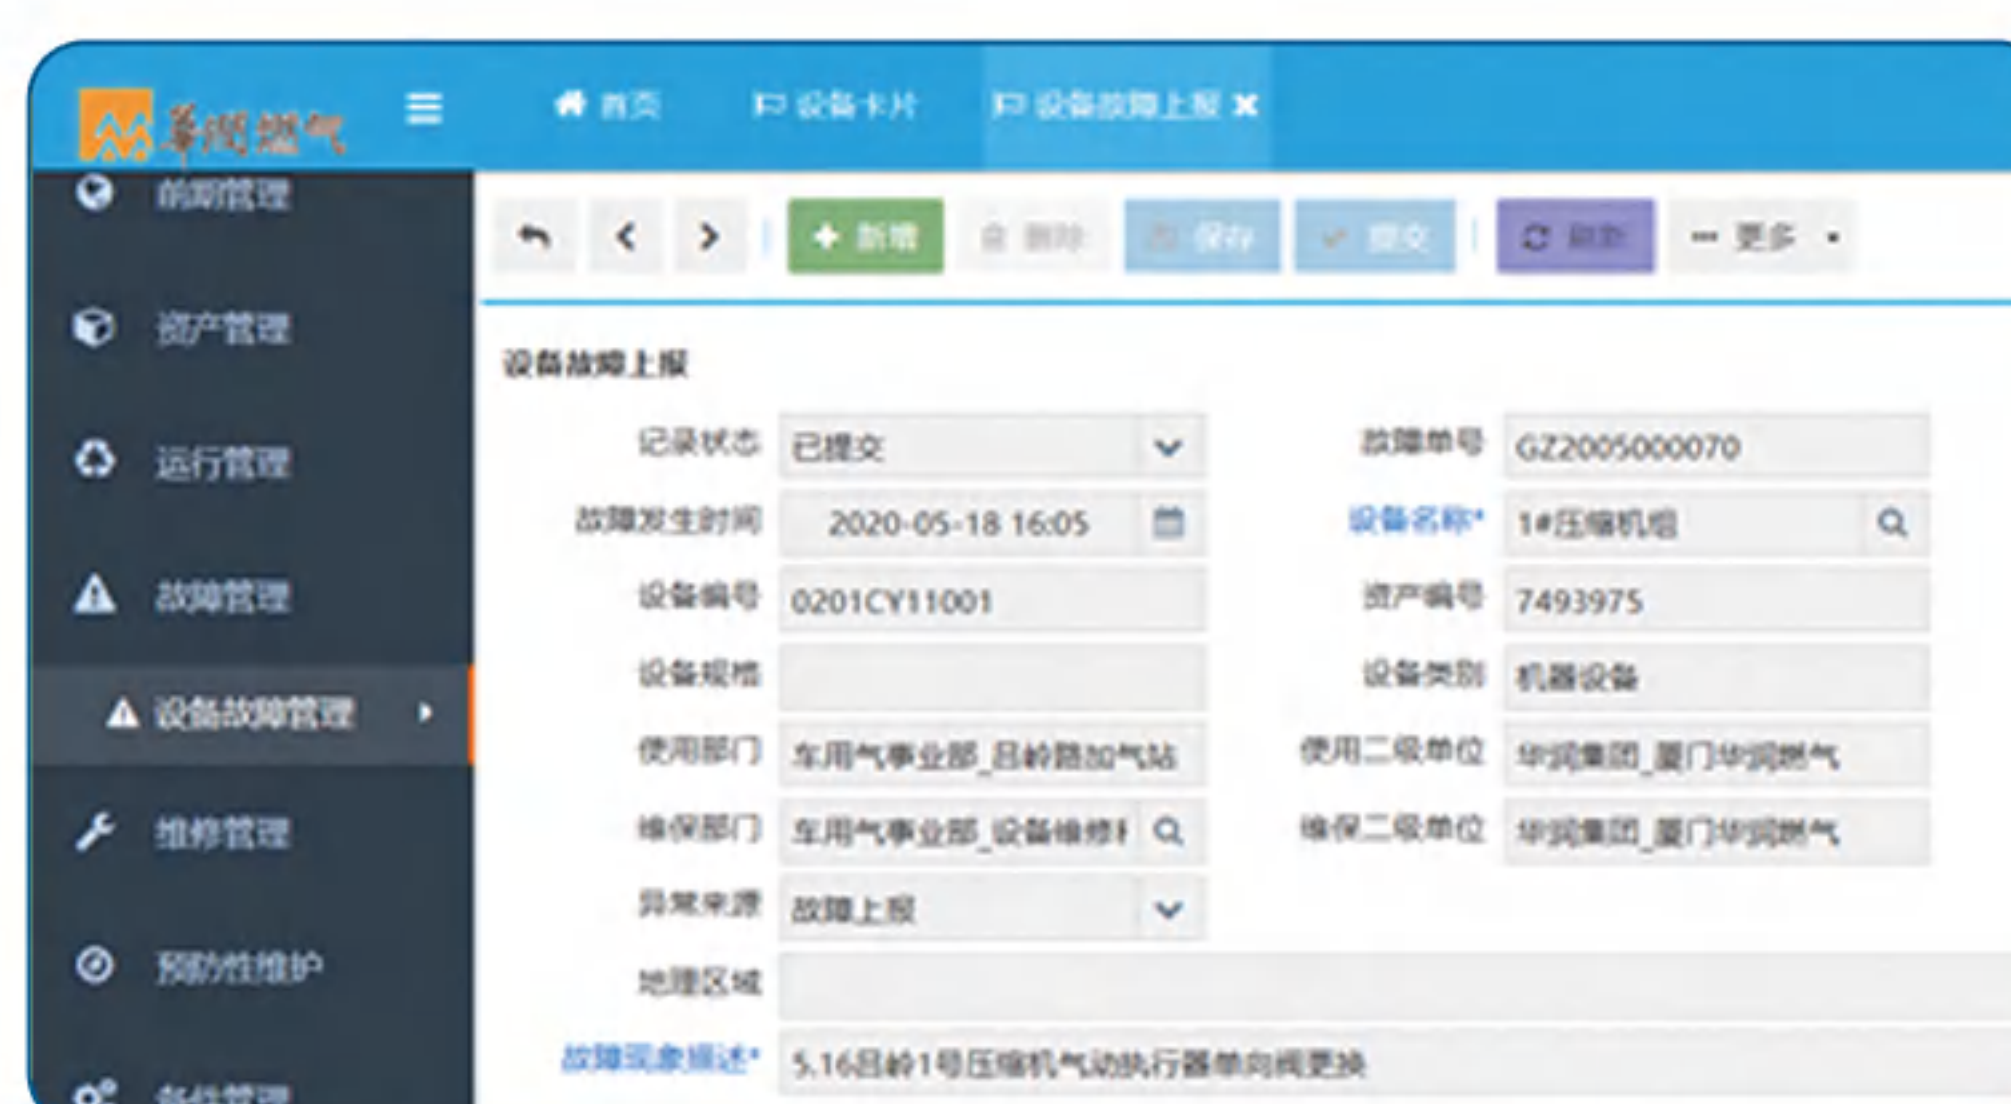 華润燃气
首页 设备卡片 设备故障上报
前期管理
资产管理
运行管理
故障管理
设备故障管理
维修管理
预防性维护
备件管理
新增 删除 保存 提交 刷新 更多
设备故障上报
记录状态 已提交 故障单号 GZ2005000070
故障发生时间 2020-05-18 16:05 设备名称* 1#压缩机组
设备编号 0201CY11001 资产编号 7493975
设备规格 设备类别 机器设备
使用部门 车用气事业部_吕岭路加气站 使用二级单位 华润集团_厦门华润燃气
维保部门 车用气事业部_设备维修 维保二级单位 华润集团_厦门华润燃气
异常来源 故障上报
地理区域
故障现象描述* 5.16吕岭1号压缩机气动执行器单向阀更换